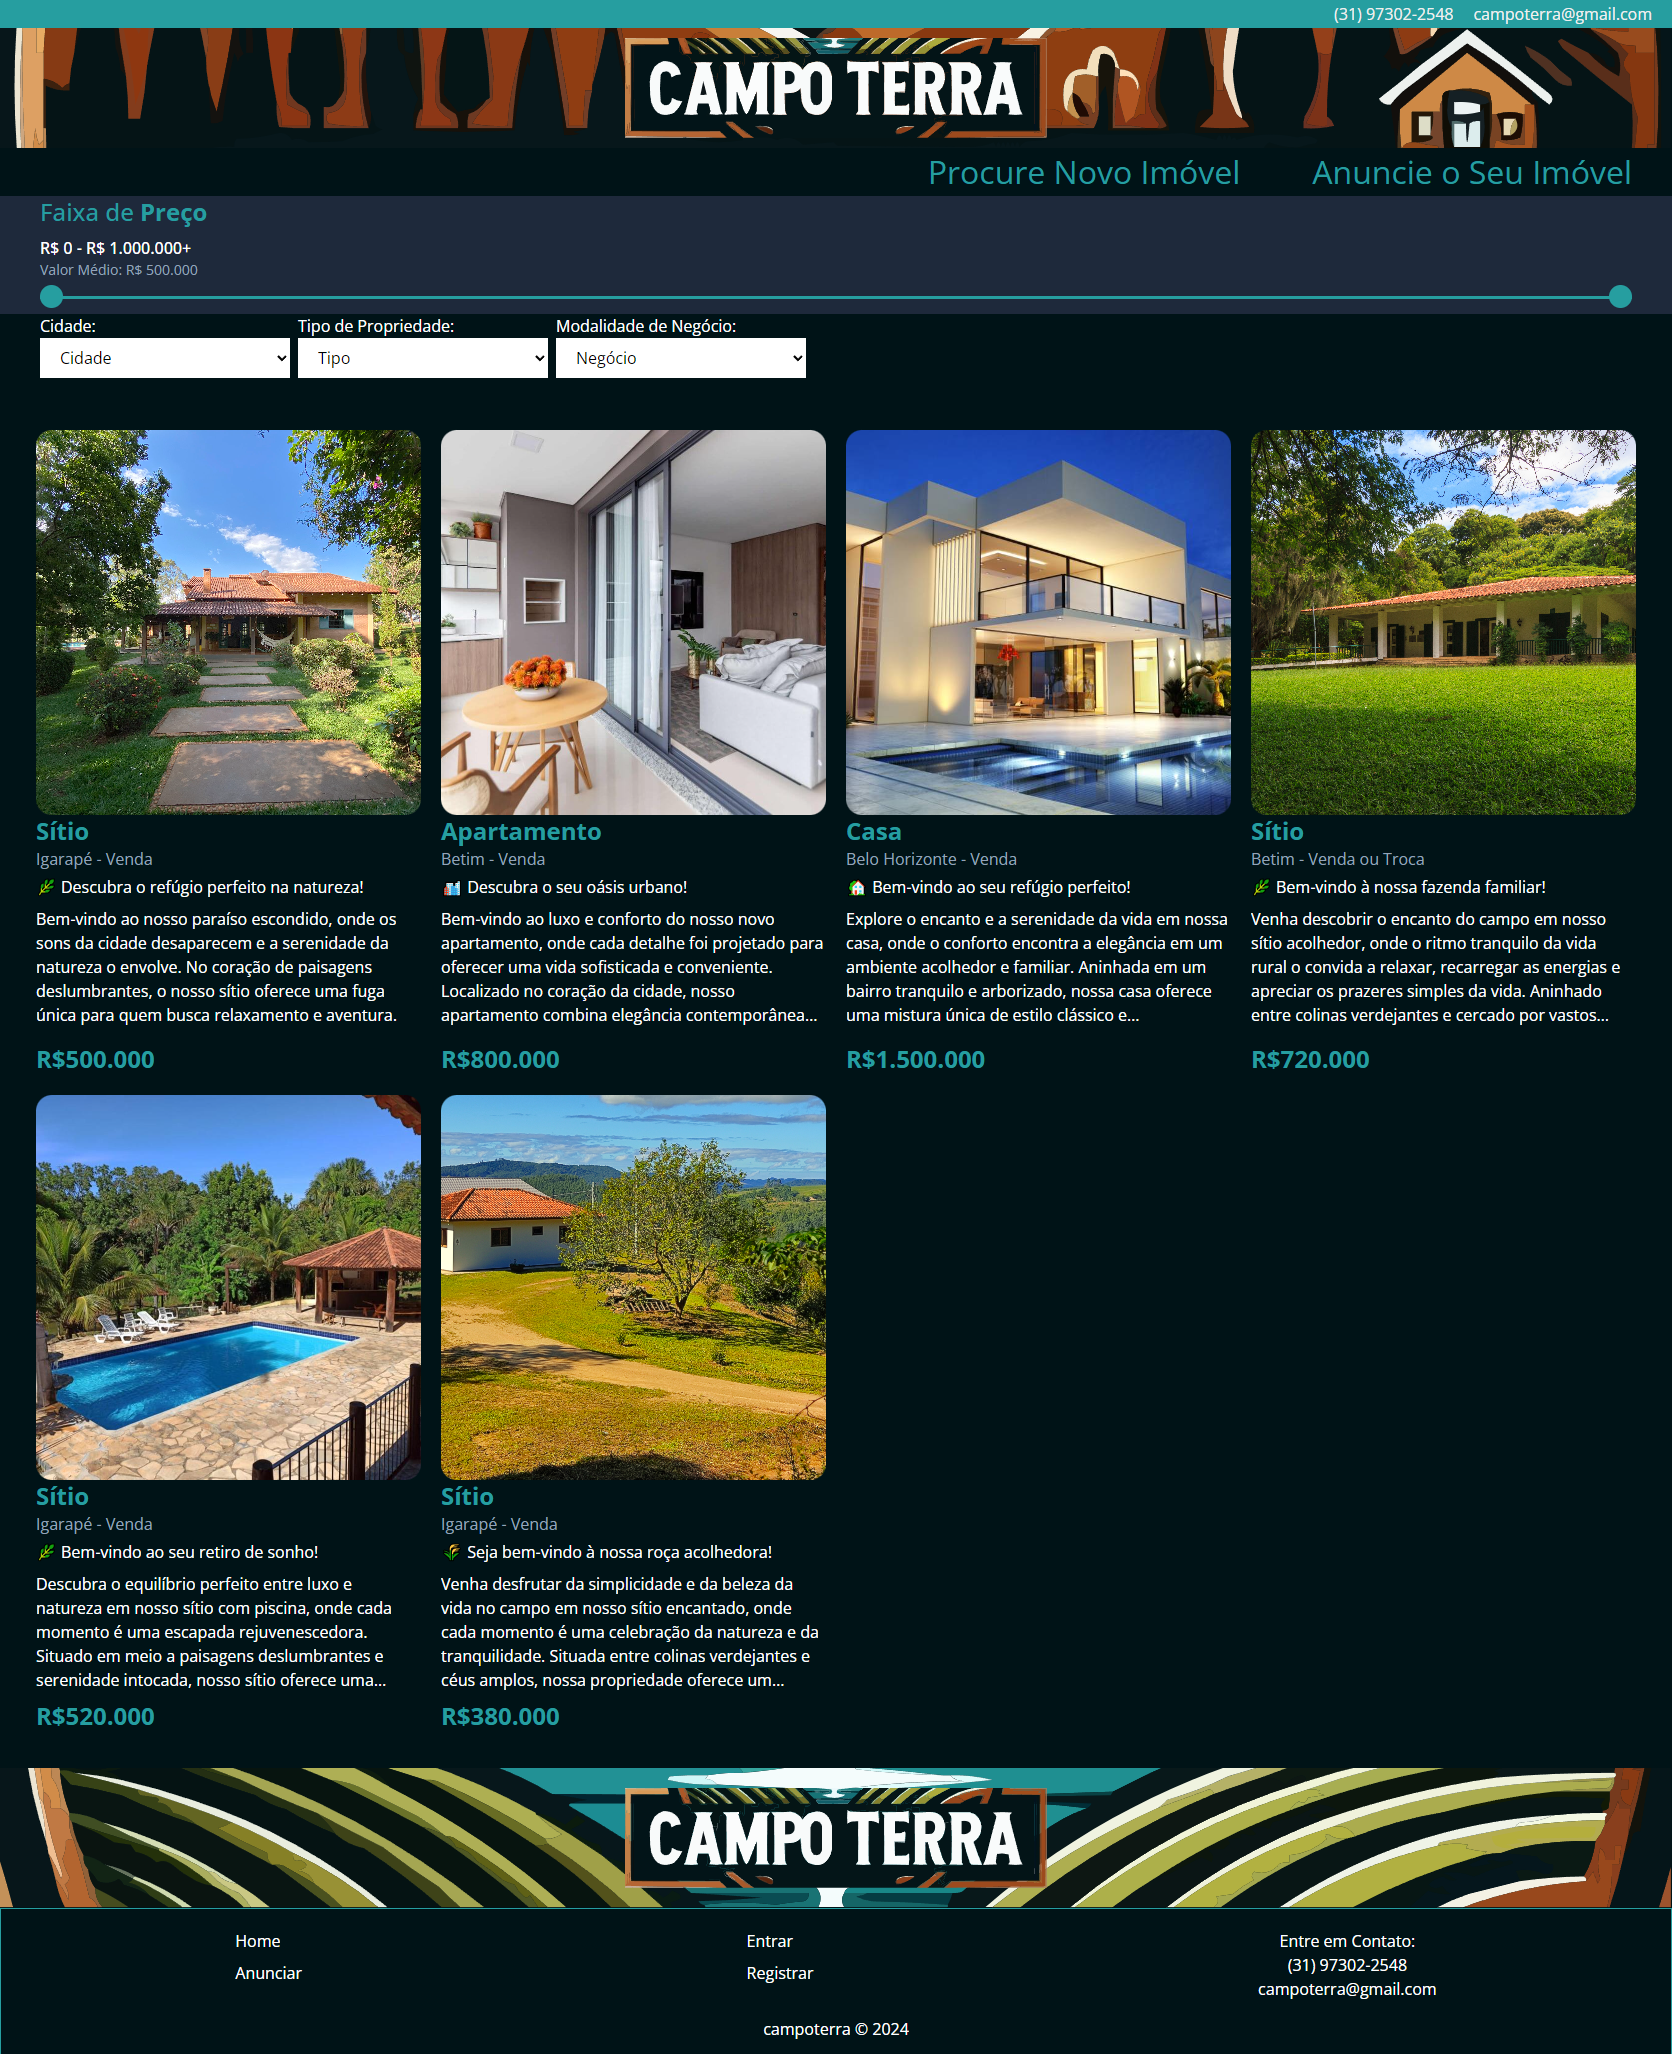 (31) 97302-2548 campoterra@gmail.com
CAMPO TERRA
Procure Novo Imóvel Anuncie o Seu Imóvel
Faixa de Preço
R$ 0 - R$ 1.000.000+
Valor Médio: R$ 500.000
Cidade: Tipo de Propriedade: Modalidade de Negócio:
Cidade Tipo Negócio
Sítio
Igarapé - Venda
Descubra o refúgio perfeito na natureza!
Bem-vindo ao nosso paraíso escondido, onde os
sons da cidade desaparecem e a serenidade da
natureza o envolve. No coração de paisagens
deslumbrantes, o nosso sítio oferece uma fuga
única para quem busca relaxamento e aventura.
R$500.000
Apartamento
Betim - Venda
Descubra o seu oásis urbano!
Bem-vindo ao luxo e conforto do nosso novo
apartamento, onde cada detalhe foi projetado para
oferecer uma vida sofisticada e conveniente.
Localizado no coração da cidade, nosso
apartamento combina elegância contemporânea...
R$800.000
Casa
Belo Horizonte - Venda
Bem-vindo ao seu refúgio perfeito!
Explore o encanto e a serenidade da vida em nossa
casa, onde o conforto encontra a elegância em um
ambiente acolhedor e familiar. Aninhada em um
bairro tranquilo e arborizado, nossa casa oferece
uma mistura única de estilo clássico e...
R$1.500.000
Sítio
Betim - Venda ou Troca
Bem-vindo à nossa fazenda familiar!
Venha descobrir o encanto do campo em nosso
sítio acolhedor, onde o ritmo tranquilo da vida
rural o convida a relaxar, recarregar as energias e
apreciar os prazeres simples da vida. Aninhado
entre colinas verdejantes e cercado por vastos...
R$720.000
Sítio
Igarapé - Venda
Bem-vindo ao seu retiro de sonho!
Descubra o equilíbrio perfeito entre luxo e
natureza em nosso sítio com piscina, onde cada
momento é uma escapada rejuvenescedora.
Situado em meio a paisagens deslumbrantes e
serenidade intocada, nosso sítio oferece uma...
R$520.000
Sítio
Igarapé - Venda
Seja bem-vindo à nossa roça acolhedora!
Venha desfrutar da simplicidade e da beleza da
vida no campo em nosso sítio encantado, onde
cada momento é uma celebração da natureza e da
tranquilidade. Situada entre colinas verdejantes e
céus amplos, nossa propriedade oferece um...
R$380.000
CAMPO TERRA
Home
Anunciar
Entrar
Registrar
Entre em Contato:
(31) 97302-2548
campoterra@gmail.com
campoterra © 2024